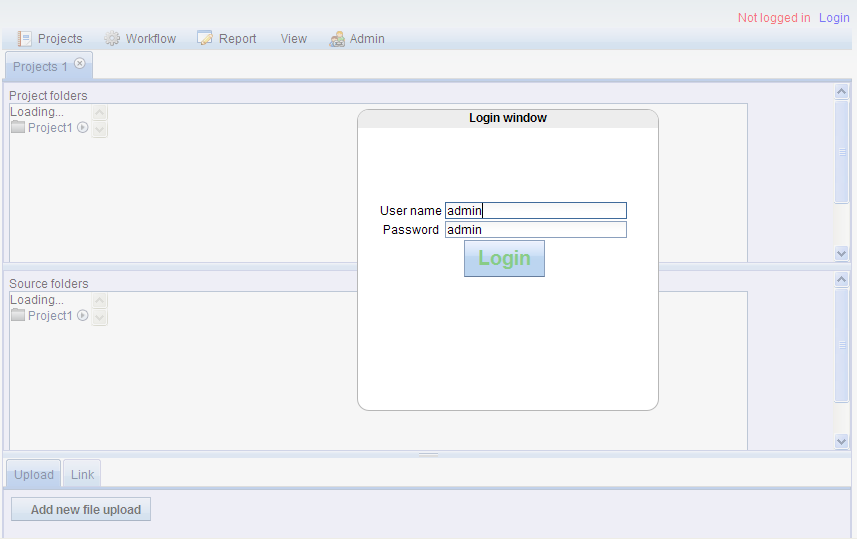 Not logged in Login
Projects Workflow Report View Admin
Projects 1
Project folders
Loading...
Project1
Login window
User name admin
Password admin
Login
Source folders
Loading...
Project1
Upload Link
Add new file upload